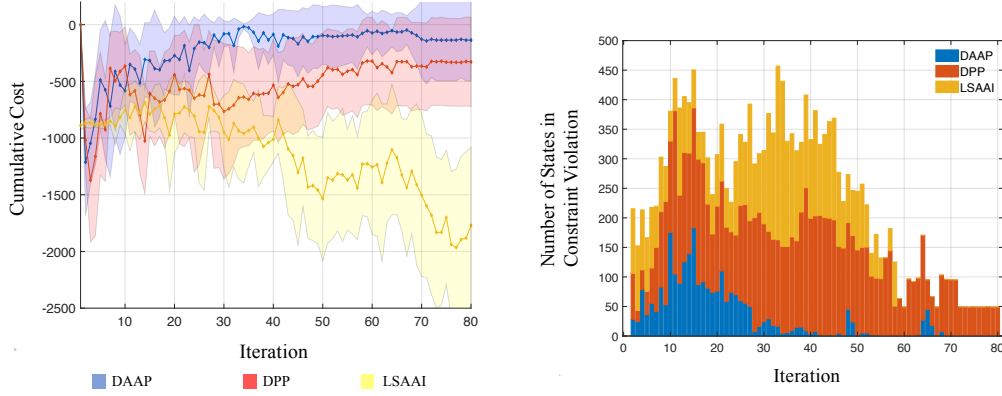 0
-500
-1000
-1500
-2000
-2500
Cumulative Cost
10 20 30 40 50 60 70 80
Iteration
DAAP DPP LSAAI
500
450
400
350
300
250
200
150
100
50
0
Number of States in
Constraint Violation
DAAP
DPP
LSAAI
0 10 20 30 40 50 60 70 80
Iteration